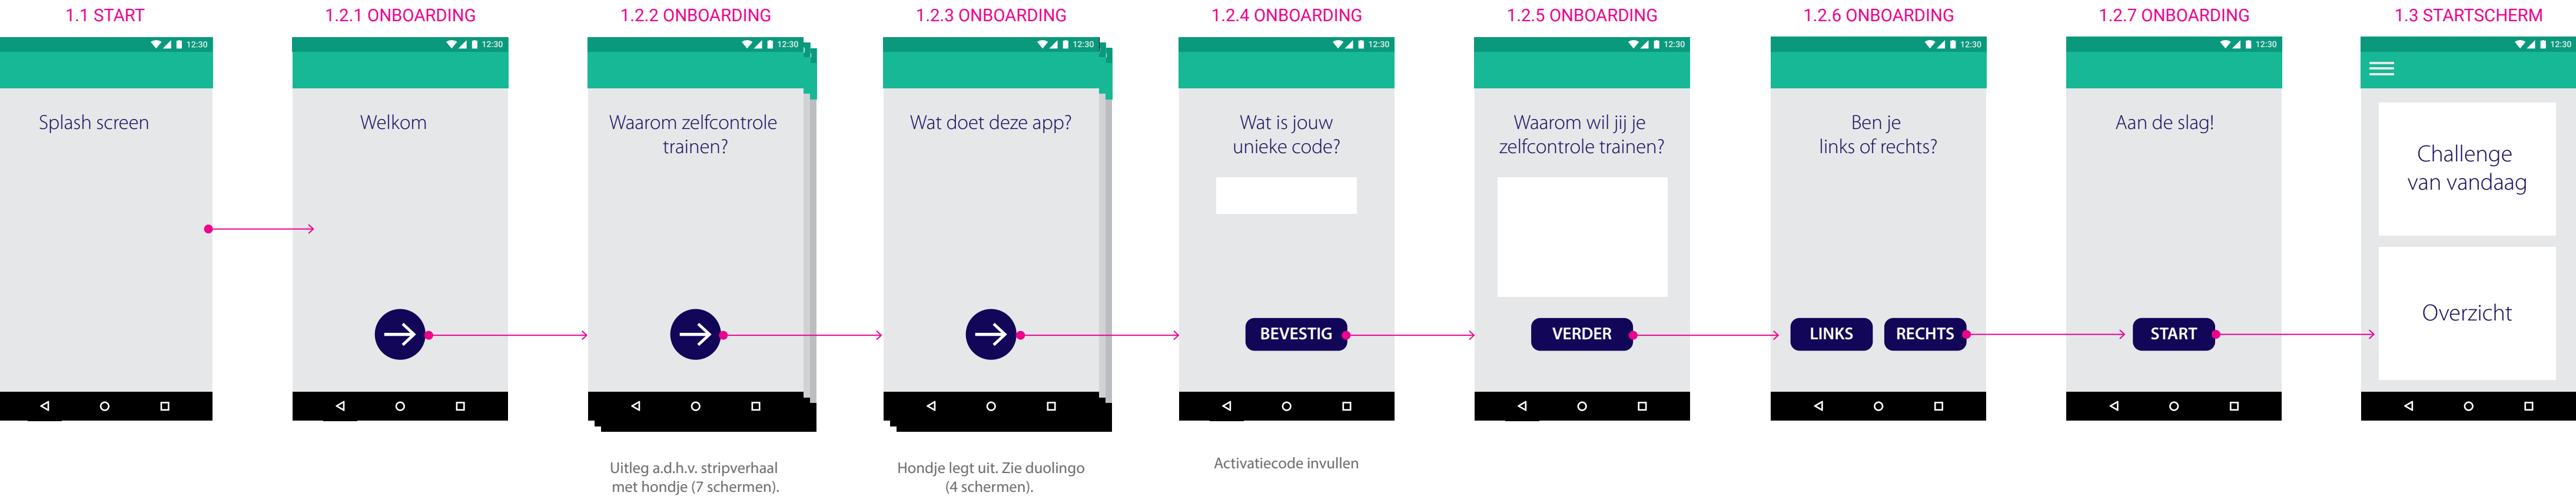 1.1 START
12:30
Splash screen
1.2.1 ONBOARDING
12:30
Welkom
1.2.2 ONBOARDING
12:30
Waarom zelfcontrole
trainen?
Uitleg a.d.h.v. stripverhaal
met hondje (7 schermen).
1.2.3 ONBOARDING
12:30
Wat doet deze app?
Hondje legt uit. Zie duolingo
(4 schermen).
1.2.4 ONBOARDING
12:30
Wat is jouw
unieke code?
BEVESTIG
Activatiecode invullen
1.2.5 ONBOARDING
12:30
Waarom wil jij je
zelfcontrole trainen?
VERDER
1.2.6 ONBOARDING
12:30
Ben je
links of rechts?
LINKS
RECHTS
1.2.7 ONBOARDING
12:30
Aan de slag!
START
1.3 STARTSCHERM
12:30
Challenge
van vandaag
Overzicht